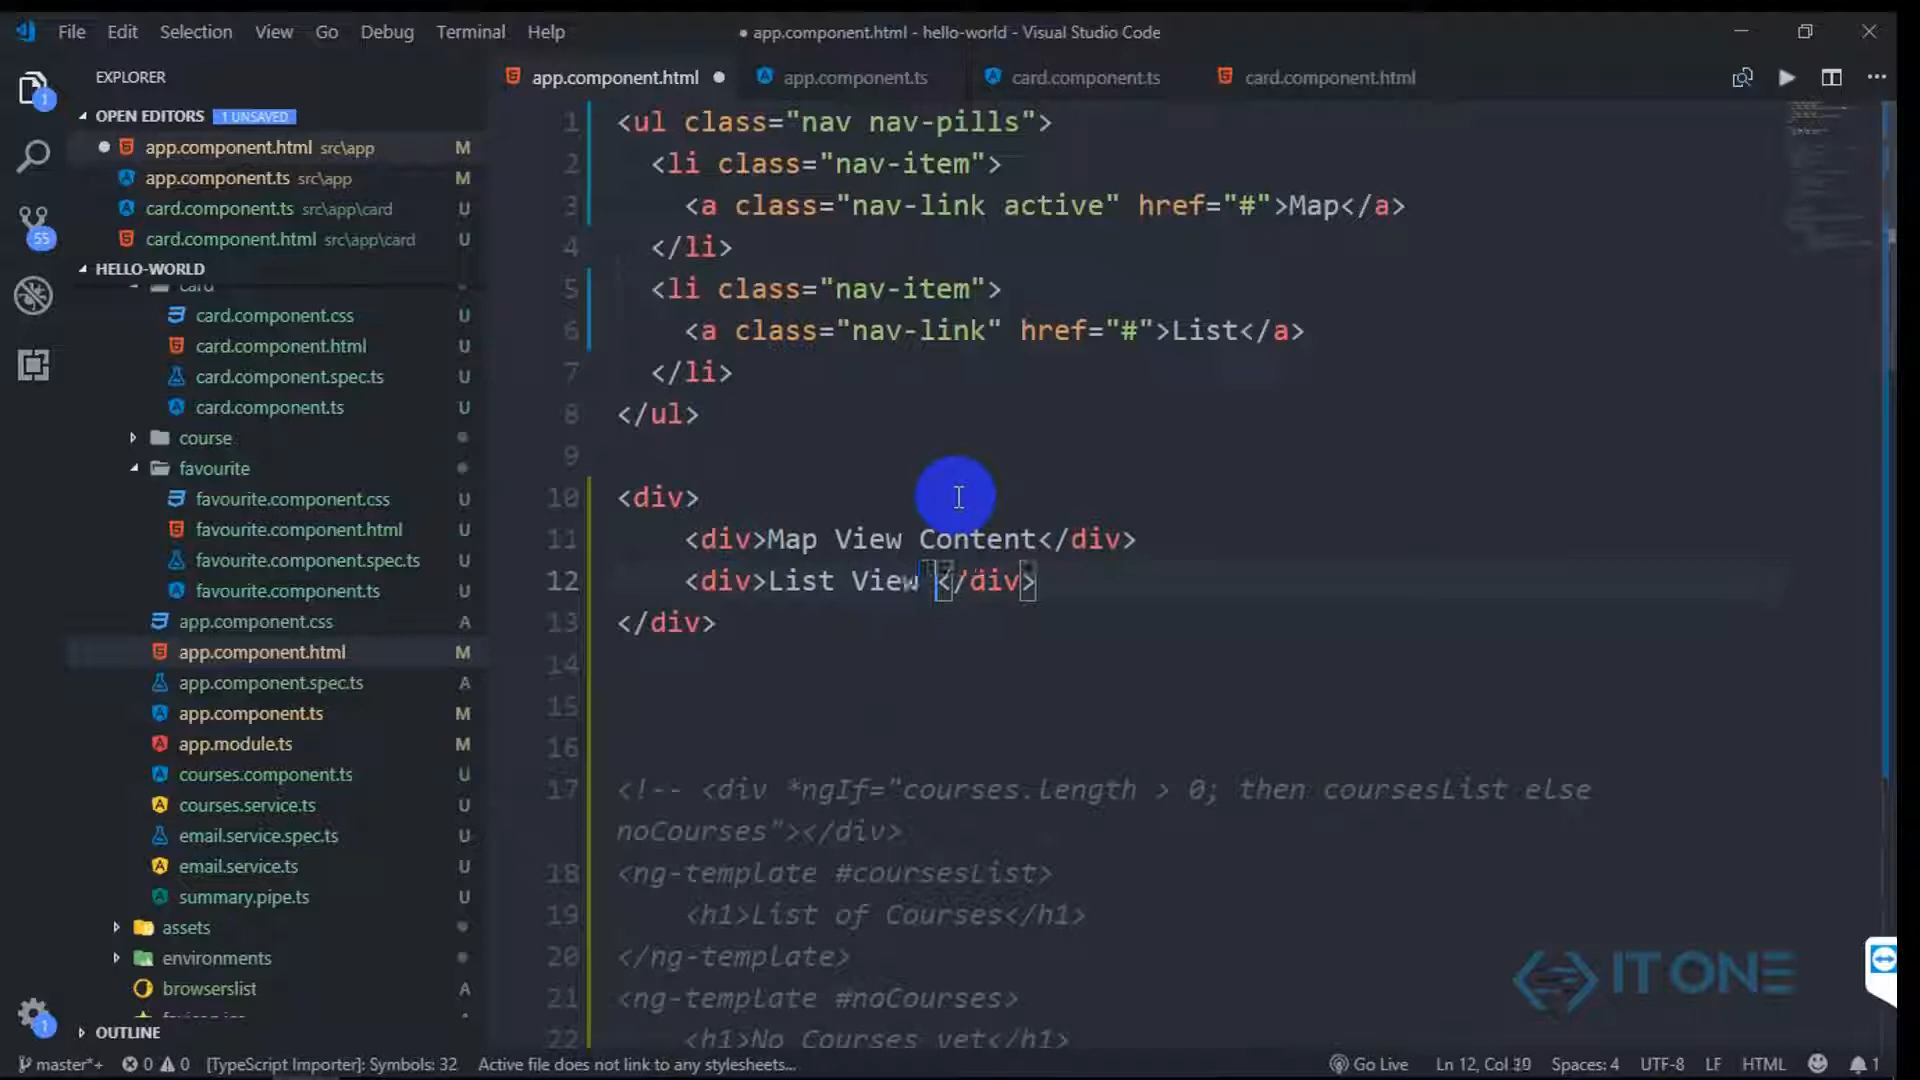 File Edit Selection View Go Debug Terminal Help
● app.component.html - hello-world - Visual Studio Code
EXPLORER
OPEN EDITORS 1 UNSAVED
app.component.html src\app M
app.component.ts src\app M
card.component.ts src\app\card U
card.component.html src\app\card U
HELLO-WORLD
card
card.component.css U
card.component.html U
card.component.spec.ts U
card.component.ts U
course
favourite
favourite.component.css U
favourite.component.html U
favourite.component.spec.ts U
favourite.component.ts U
app.component.css A
app.component.html M
app.component.spec.ts A
app.component.ts M
app.module.ts M
courses.component.ts U
courses.service.ts U
email.service.spec.ts U
email.service.ts U
summary.pipe.ts U
assets
environments
browserslist A
OUTLINE
1
55
1
app.component.html app.component.ts card.component.ts card.component.html
1 <ul class="nav nav-pills">
2 <li class="nav-item">
3 <a class="nav-link active" href="#">Map</a>
4 </li>
5 <li class="nav-item">
6 <a class="nav-link" href="#">List</a>
7 </li>
8 </ul>
9
10 <div>
11 <div>Map View Content</div>
12 <div>List View </div>
13 </div>
14
15
16
17 <!-- <div *ngIf="courses.length > 0; then coursesList else
noCourses"></div>
18 <ng-template #coursesList>
19 <h1>List of Courses</h1>
20 </ng-template>
21 <ng-template #noCourses>
22 <h1>No Courses yet</h1>
IT ONE
master*+ 0 0 [TypeScript Importer]: Symbols: 32 Active file does not link to any stylesheets... Go Live Ln 12, Spaces: 4 UTF-8 LF HTML 1